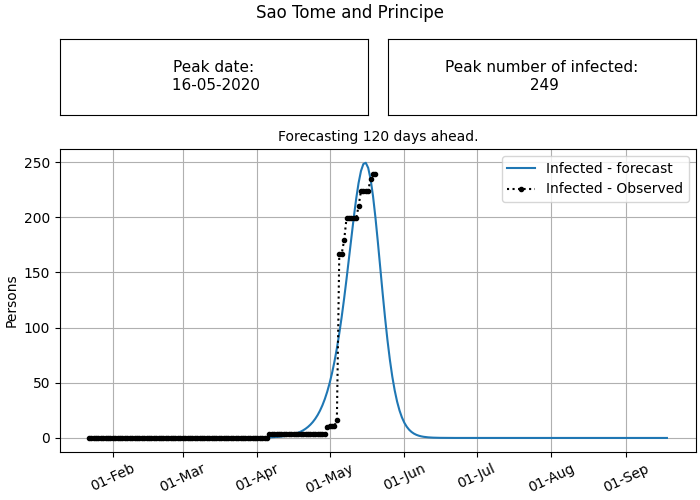 Sao Tome and Principe
Peak date:
16-05-2020
Peak number of infected:
249
Forecasting 120 days ahead.
Infected - forecast
Infected - Observed
Persons
250
200
150
100
50
0
01-Feb
01-Mar
01-Apr
01-May
01-Jun
01-Jul
01-Aug
01-Sep